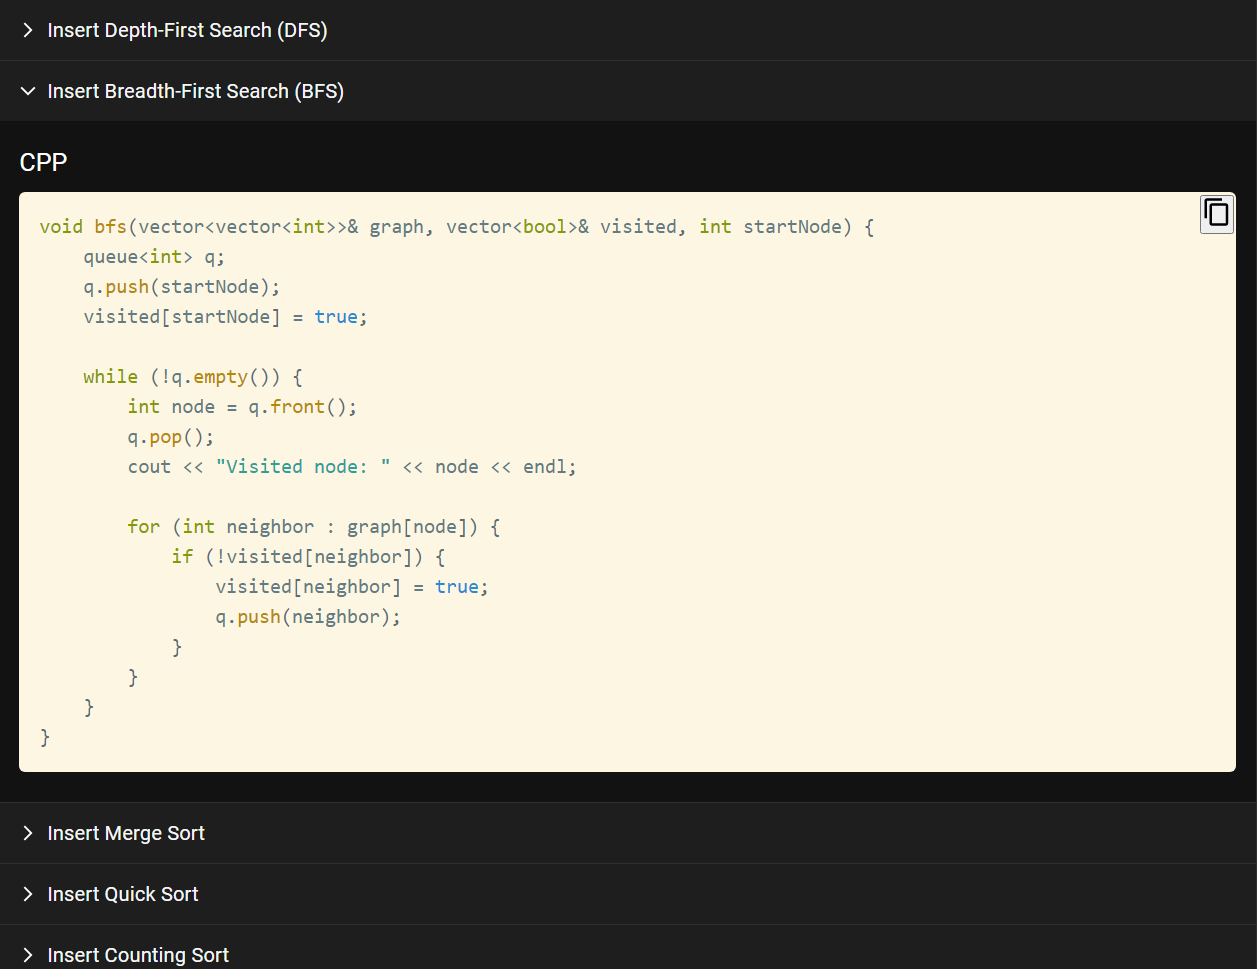 Insert Depth-First Search (DFS)
Insert Breadth-First Search (BFS)
CPP
void bfs(vector<vector<int>>& graph, vector<bool>& visited, int startNode) {
    queue<int> q;
    q.push(startNode);
    visited[startNode] = true;

    while (!q.empty()) {
        int node = q.front();
        q.pop();
        cout << "Visited node: " << node << endl;

        for (int neighbor : graph[node]) {
            if (!visited[neighbor]) {
                visited[neighbor] = true;
                q.push(neighbor);
            }
        }
    }
}
Insert Merge Sort
Insert Quick Sort
Insert Counting Sort